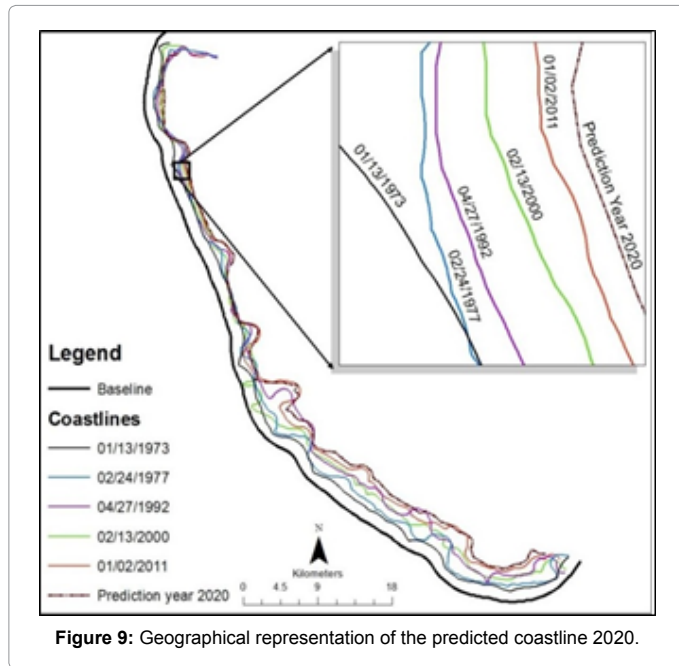 01/13/1973
02/24/1977
04/27/1992
02/13/2000
01/02/2011
Prediction Year 2020
Legend
Baseline
Coastlines
01/13/1973
02/24/1977
04/27/1992
02/13/2000
01/02/2011
Prediction year 2020
N
Kilometers
0 4.5 9 18
Figure 9: Geographical representation of the predicted coastline 2020.